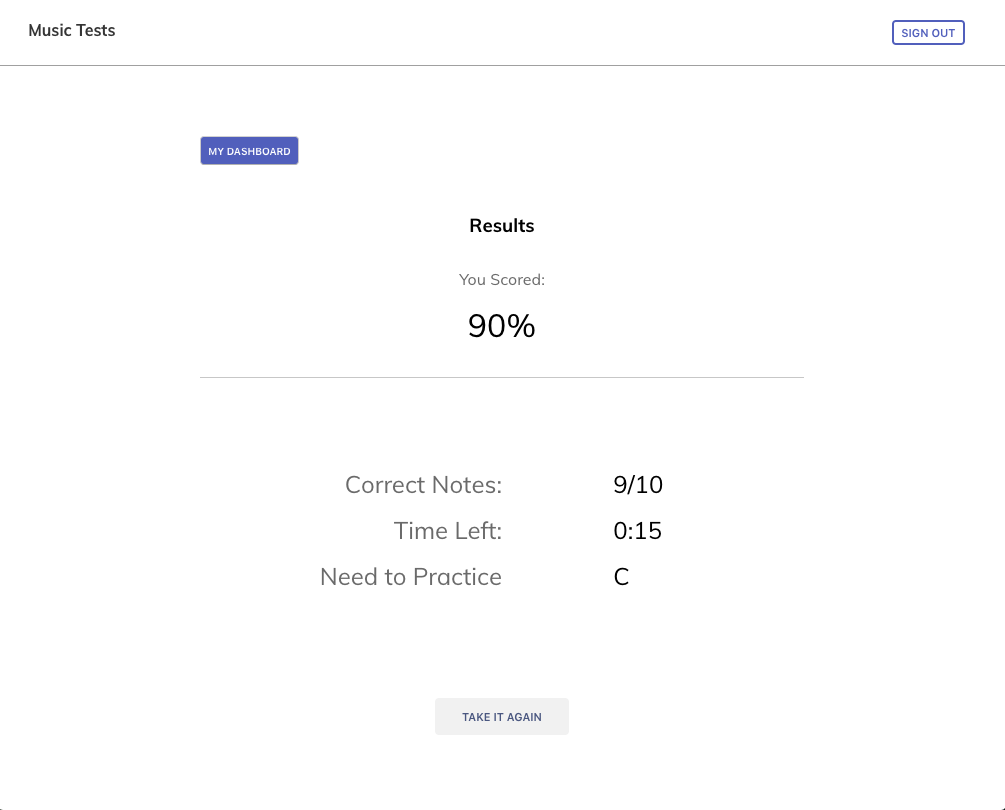 Music Tests
SIGN OUT
MY DASHBOARD
Results
You Scored:
90%
Correct Notes: 9/10
Time Left: 0:15
Need to Practice C
TAKE IT AGAIN